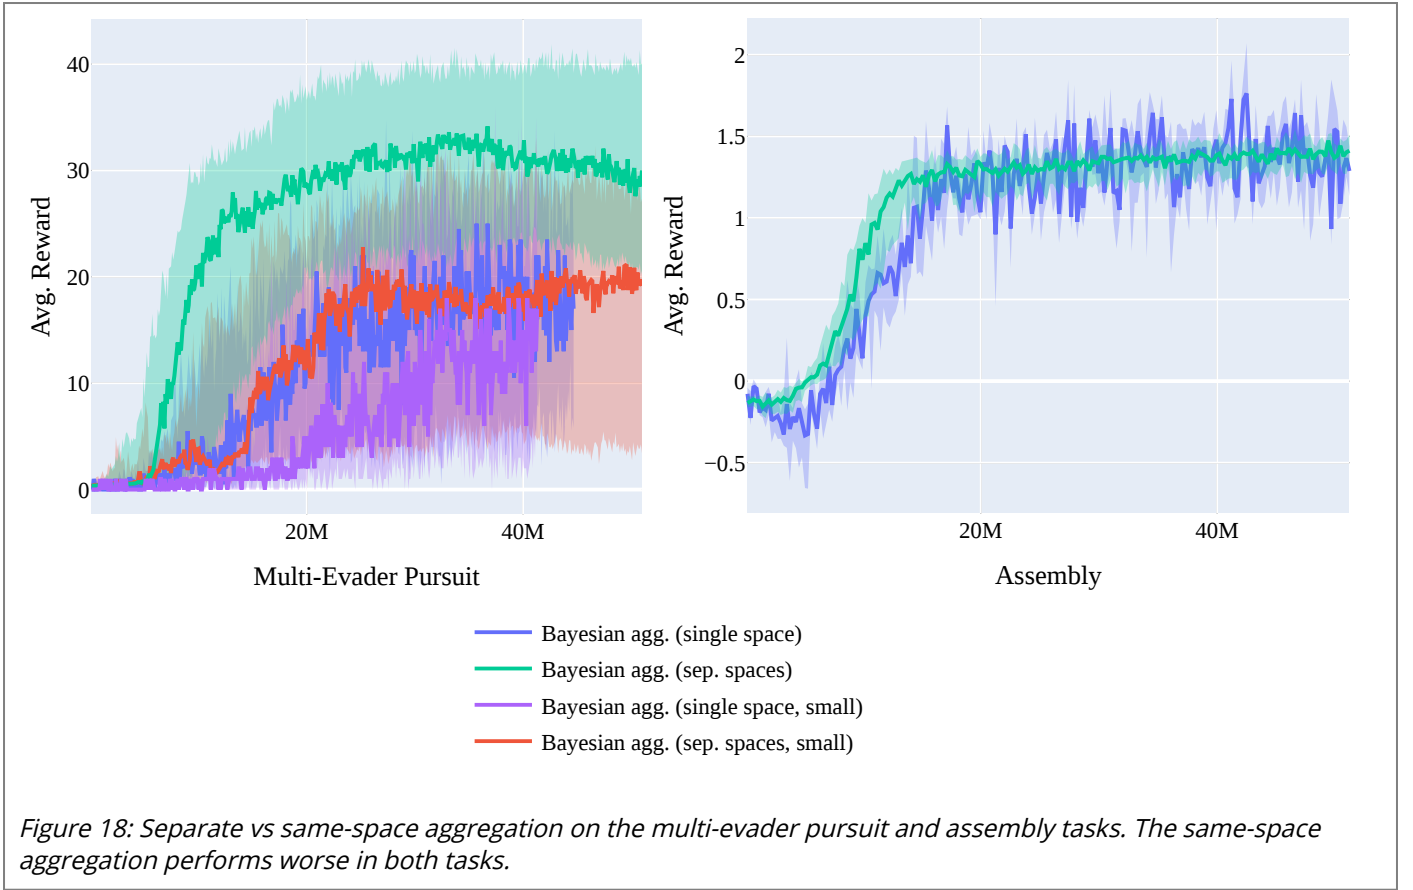 40
30
20
10
0
Avg. Reward
20M
40M
Multi-Evader Pursuit
2
1.5
1
0.5
0
−0.5
Avg. Reward
20M
40M
Assembly
Bayesian agg. (single space)
Bayesian agg. (sep. spaces)
Bayesian agg. (single space, small)
Bayesian agg. (sep. spaces, small)
Figure 18: Separate vs same-space aggregation on the multi-evader pursuit and assembly tasks. The same-space
aggregation performs worse in both tasks.